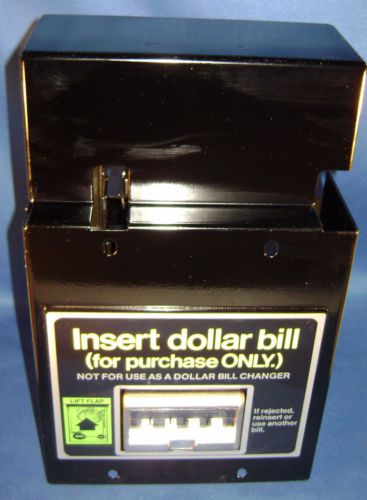 Insert dollar bill
(for purchase ONLY.)
NOT FOR USE AS A DOLLAR BILL CHANGER
LIFT FLAP
If rejected,
reinsert or
use another
bill.